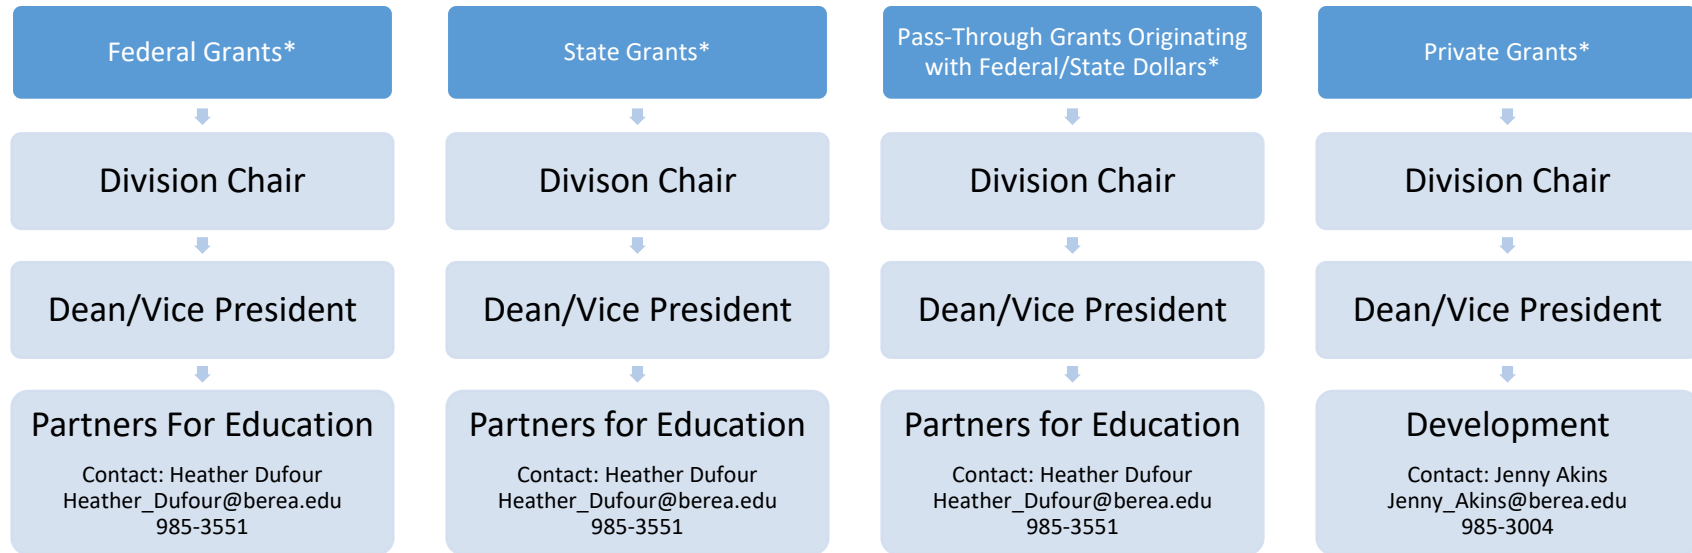 Federal Grants*
Division Chair
Dean/Vice President
Partners For Education
Contact: Heather Dufour
Heather_Dufour@berea.edu
985-3551
State Grants*
Divison Chair
Dean/Vice President
Partners for Education
Contact: Heather Dufour
Heather_Dufour@berea.edu
985-3551
Pass-Through Grants Originating
with Federal/State Dollars*
Division Chair
Dean/Vice President
Partners for Education
Contact: Heather Dufour
Heather_Dufour@berea.edu
985-3551
Private Grants*
Division Chair
Dean/Vice President
Development
Contact: Jenny Akins
Jenny_Akins@berea.edu
985-3004